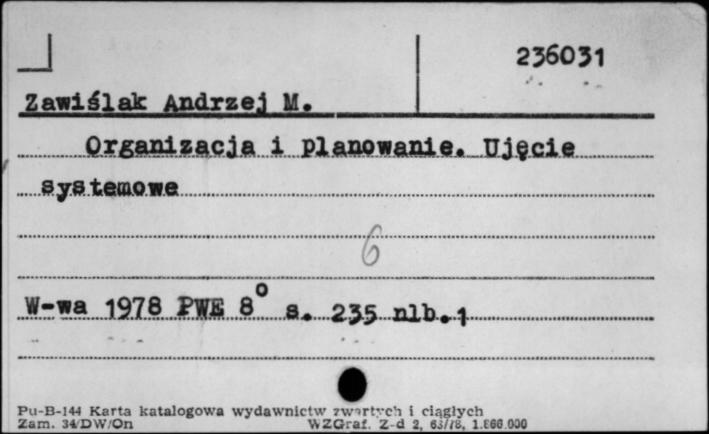 236031
Zawiślak Andrzej M.
Organizacja i planowanie. Ujęcie
systemowe
6
W-wa 1978 PWE 8° s. 235 nlb.1
Pu-B-144 Karta katalogowa wydawnictw zwartych i ciągłych
Zam. 34/DW/On WZGraf. Z-d 2, 63/78, 1.866.000